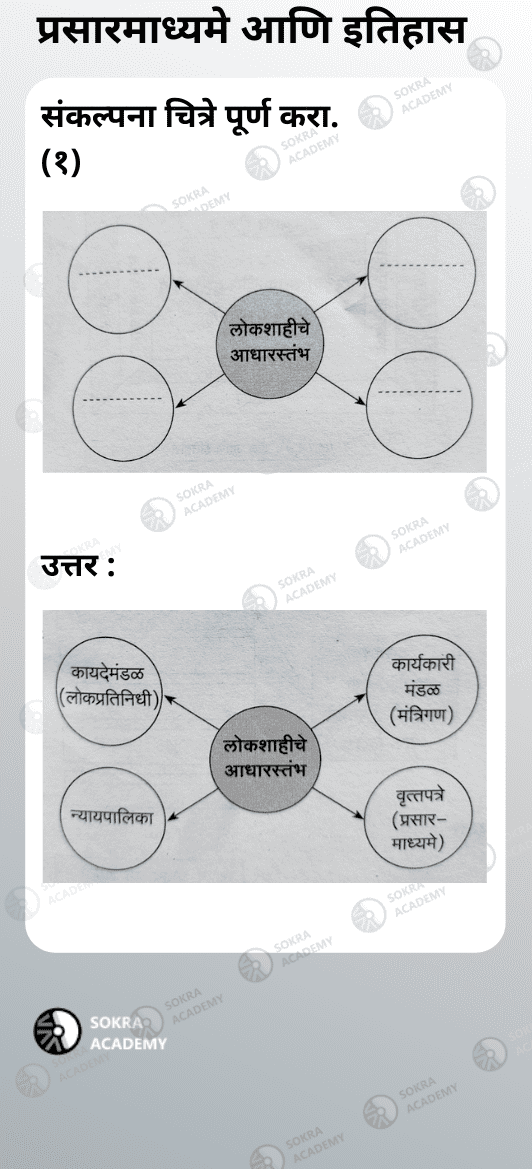 प्रसारमाध्यमे आणि इतिहास
संकल्पना चित्रे पूर्ण करा.
(१)
लोकशाहीचे
आधारस्तंभ
उत्तर :
कायदेमंडळ
(लोकप्रतिनिधी)
कार्यकारी
मंडळ
(मंत्रिगण)
लोकशाहीचे
आधारस्तंभ
न्यायपालिका
वृत्तपत्रे
(प्रसार-
माध्यमे)
SOKRA
ACADEMY